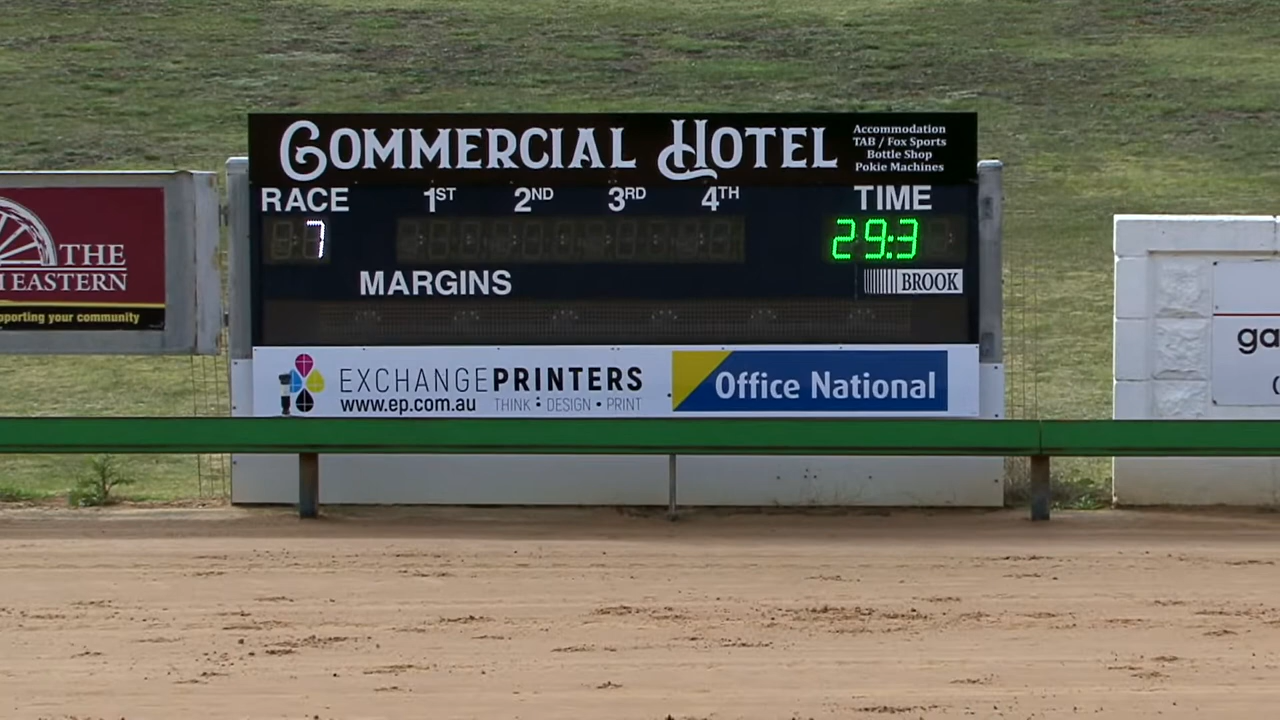 COMMERCIAL HOTEL
Accommodation
TAB / Fox Sports
Bottle Shop
Pokie Machines
RACE 1ST 2ND 3RD 4TH TIME
7 29:3
MARGINS
BROOK
THE
EASTERN
pporting your community
EXCHANGEPRINTERS
www.ep.com.au THINK : DESIGN • PRINT
Office National
ga